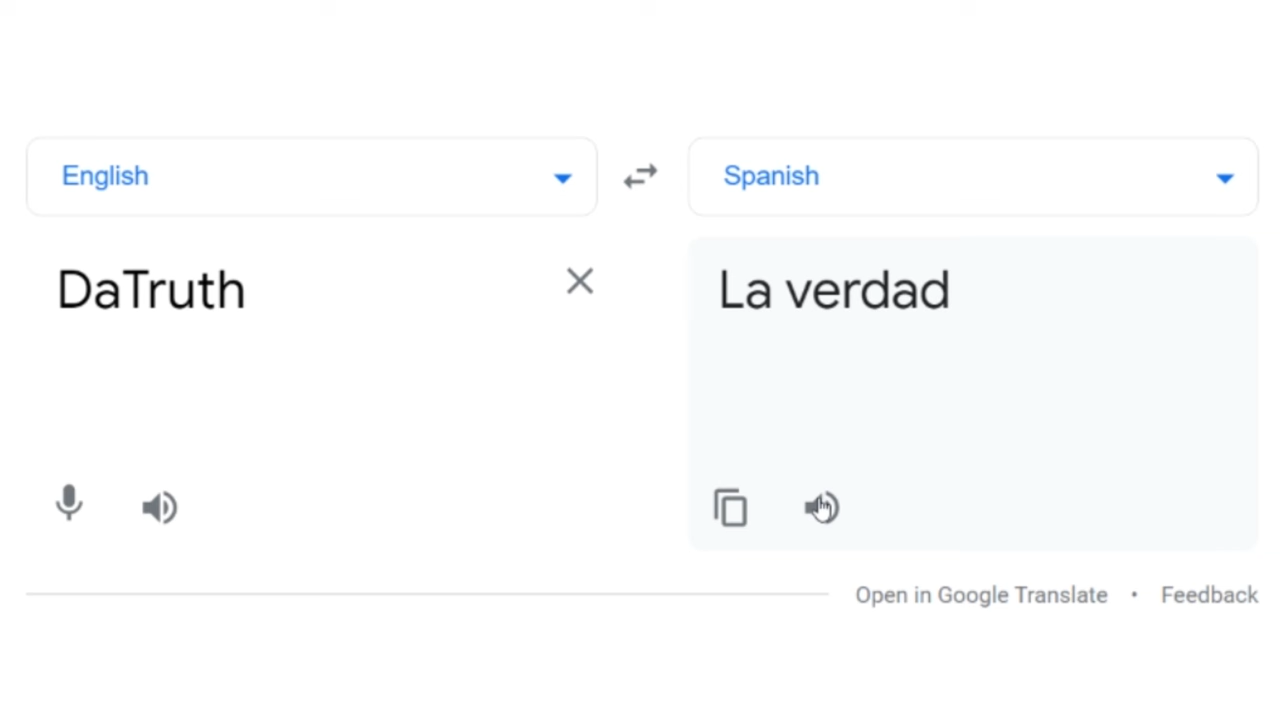 English
Spanish
DaTruth
La verdad
Open in Google Translate • Feedback